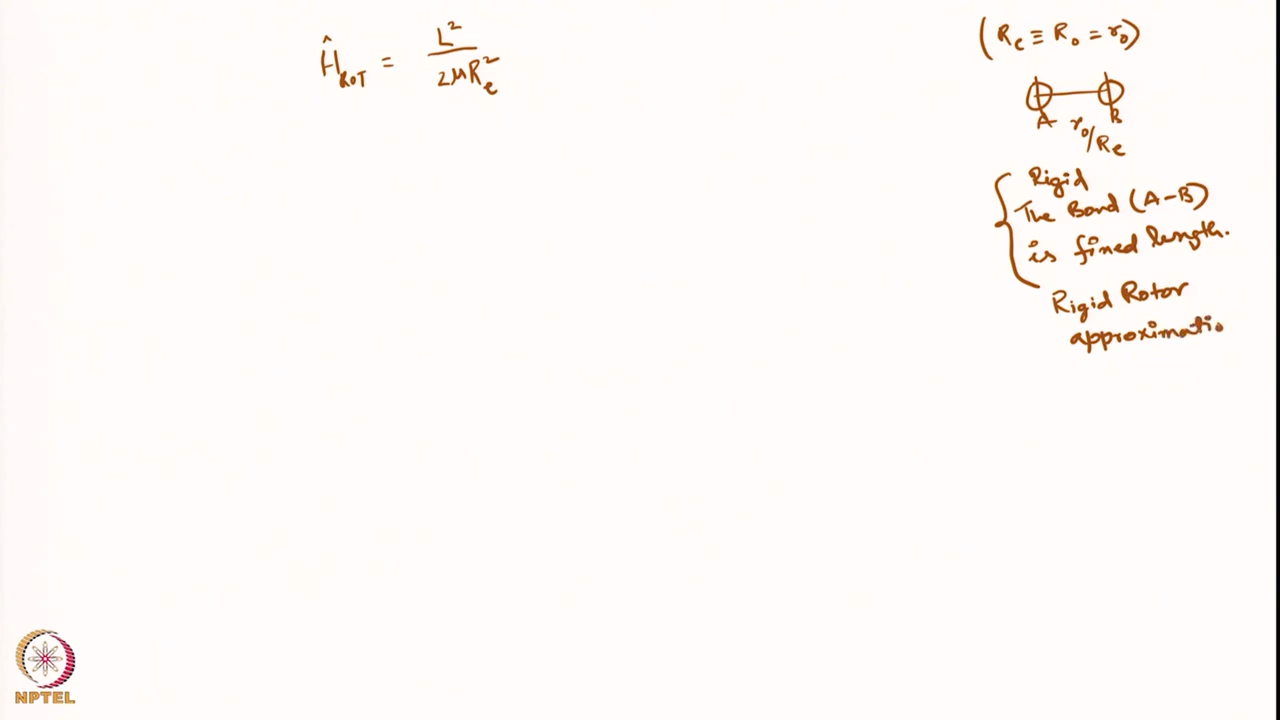 Ĥ_ROT = L² / 2μR_e²
(R_e ≡ R_0 = r_0)
A B
r_0/R_e
Rigid
The Bond (A-B)
is fixed length.
Rigid Rotor
approximatio
NPTEL